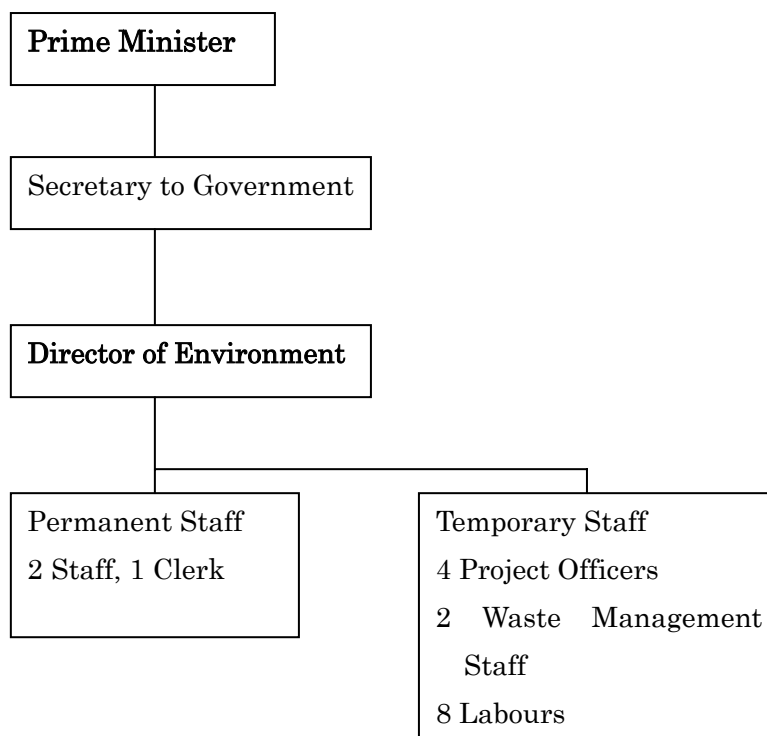 Prime Minister
Secretary to Government
Director of Environment
Permanent Staff
2 Staff, 1 Clerk
Temporary Staff
4 Project Officers
2 Waste Management
Staff
8 Labours